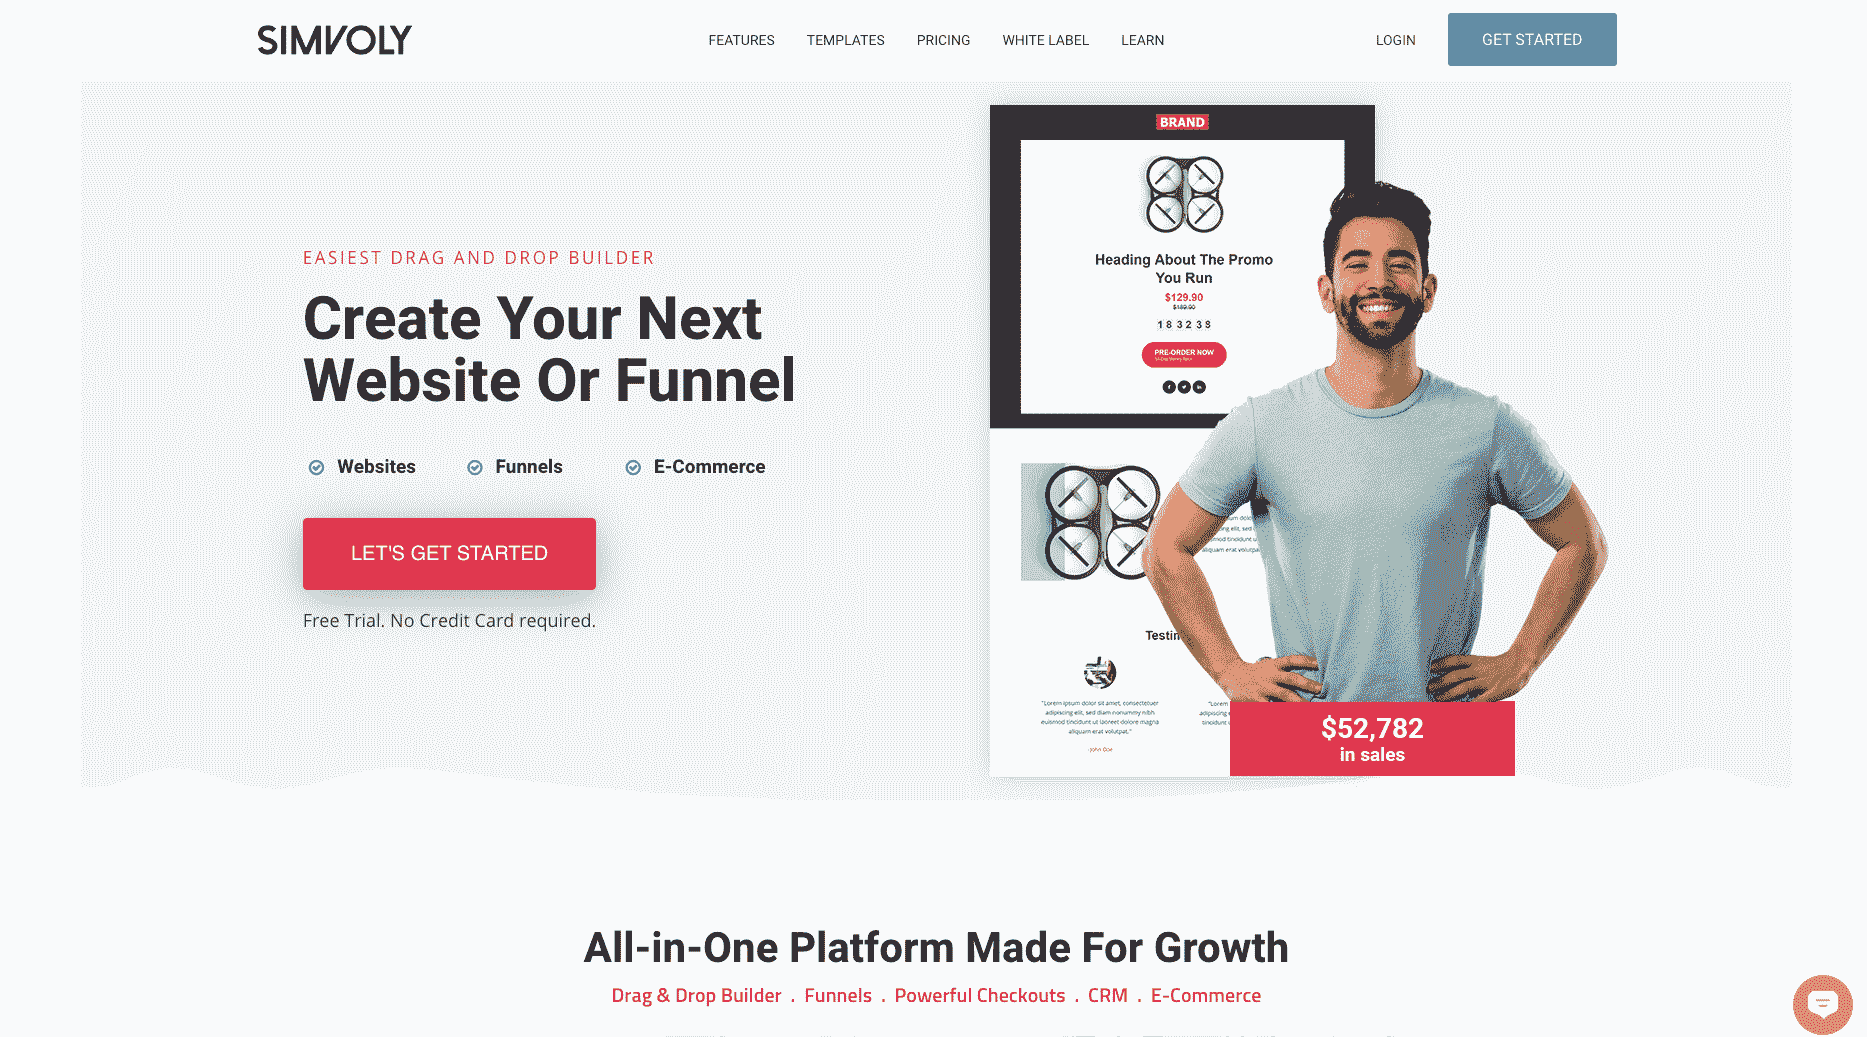 SIMVOLY
FEATURES
TEMPLATES
PRICING
WHITE LABEL
LEARN
LOGIN
GET STARTED
EASIEST DRAG AND DROP BUILDER
Create Your Next
Website Or Funnel
Websites
Funnels
E-Commerce
LET'S GET STARTED
Free Trial. No Credit Card required.
BRAND
Heading About The Promo
You Run
$129.90
$189.90
18 32 38
PRE-ORDER NOW
Testin
"Lorem ipsum dolor sit amet, consectetuer
adipiscing elit, sed diam nonummy nibh
euismod tincidunt ut laoreet dolore magna
aliquam erat volutpat."
-John Doe
"Lorem
adipiscing
tincidunt u
$52,782
in sales
All-in-One Platform Made For Growth
Drag & Drop Builder . Funnels . Powerful Checkouts . CRM . E-Commerce